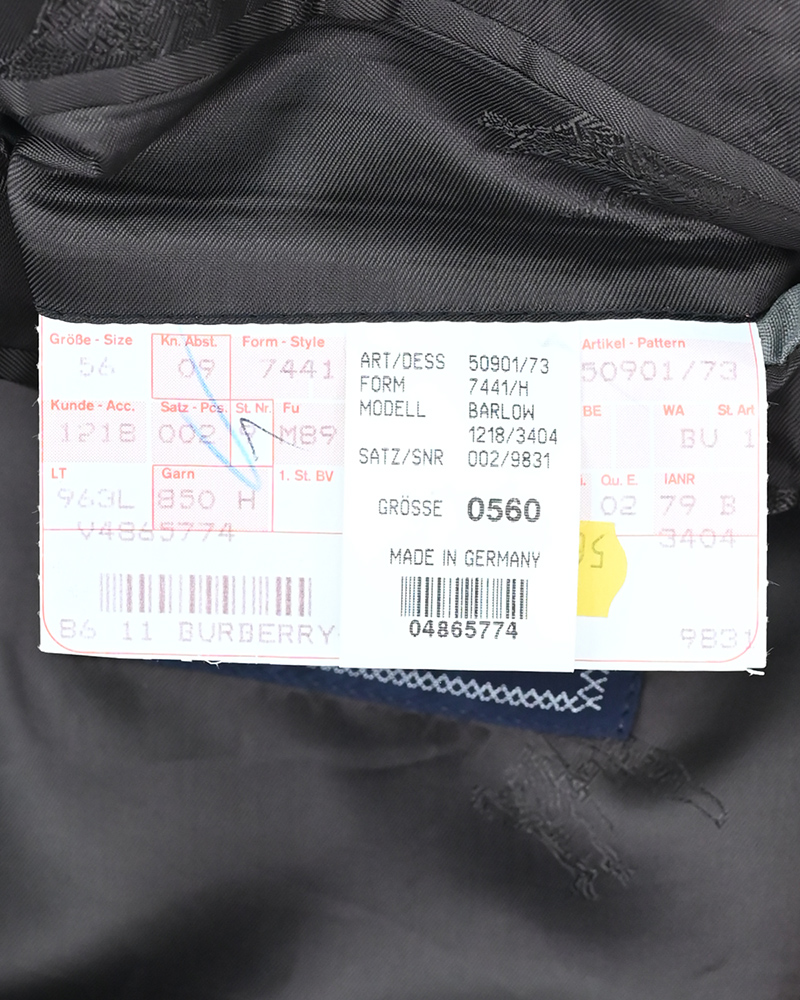 Größe - Size
56
Kn. Abst.
09
Form - Style
7441
Artikel - Pattern
50901/73
Kunde - Acc.
1218
Satz - Pcs.
002
St. Nr.
9
Fu
M89
BE
WA
St. Art
BU 1
LT
963L
Garn
850 H
1. St. BV
Qu. E.
02
IANR
79 B
3404
V4865774
B6 11 BURBERRY
9831
ART/DESS 50901/73
FORM 7441/H
MODELL BARLOW
1218/3404
SATZ/SNR 002/9831
GRÖSSE 0560
MADE IN GERMANY
04865774